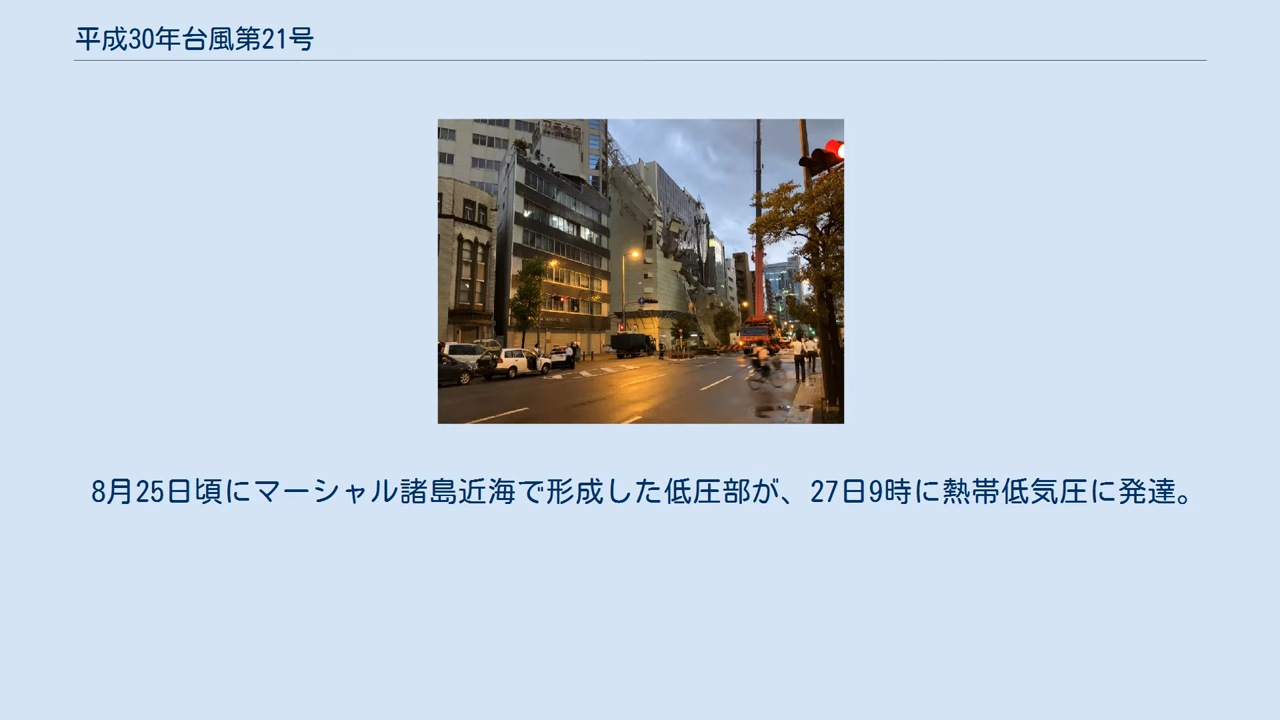 平成30年台風第21号
8月25日頃にマーシャル諸島近海で形成した低圧部が、27日9時に熱帯低気圧に発達。